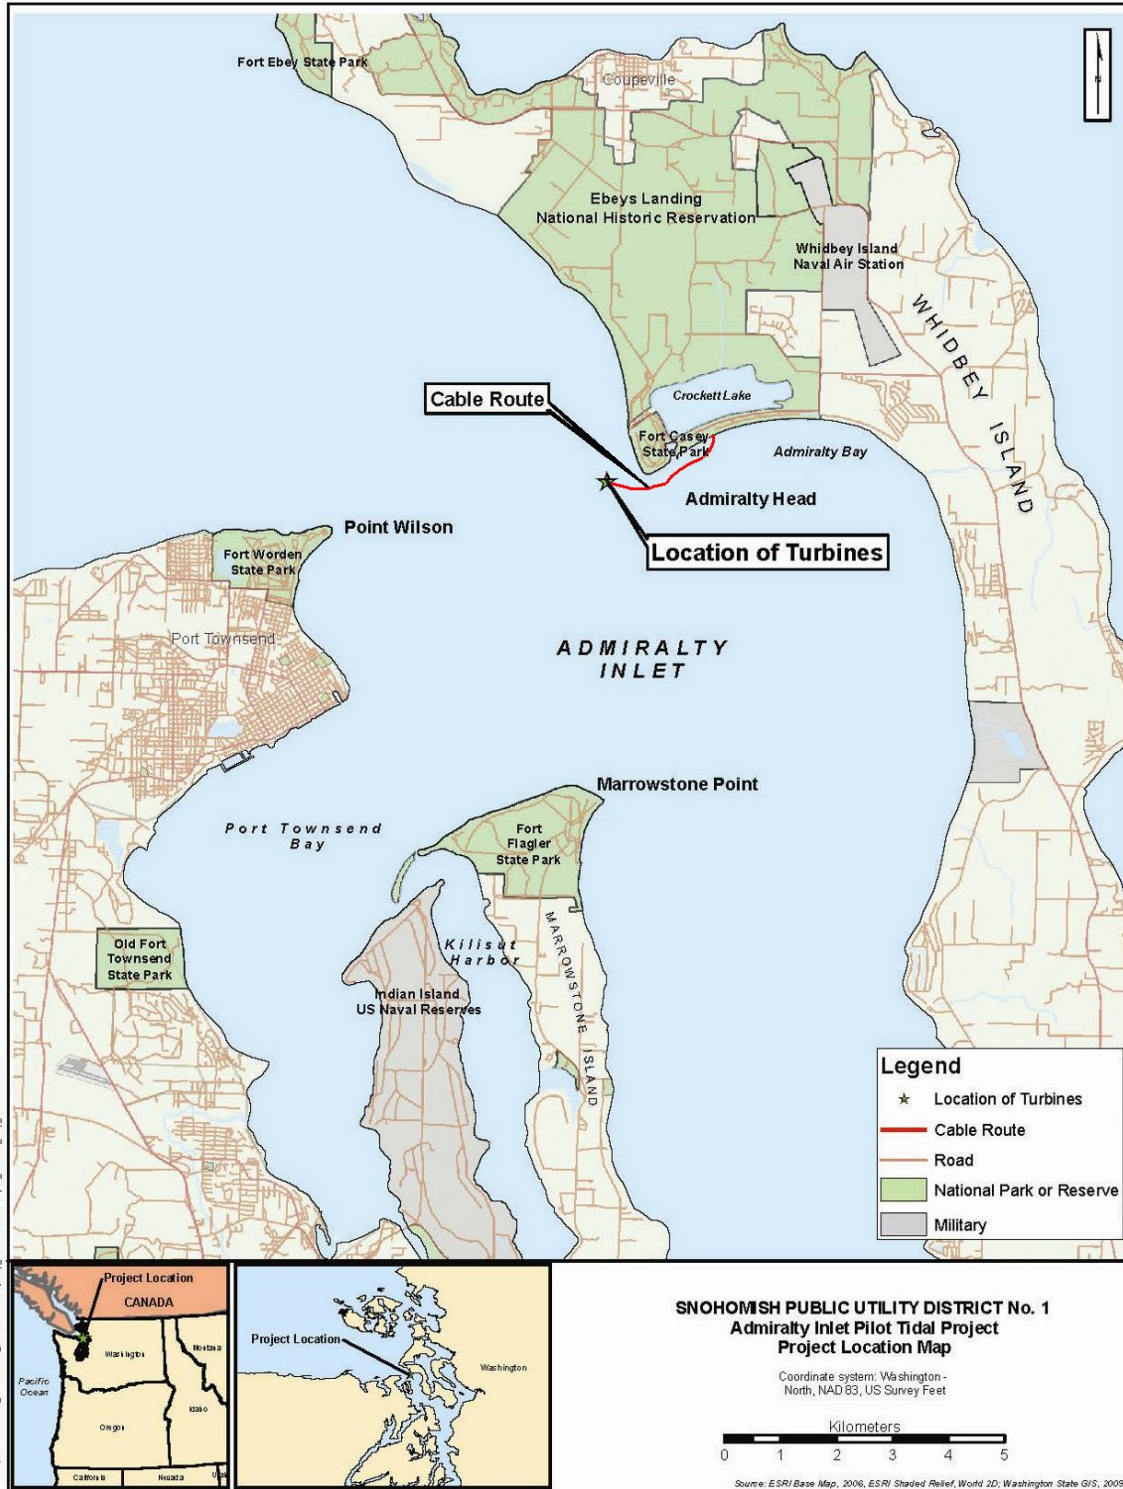 Fort Ebey State Park
Coupeville
N
Ebeys Landing
National Historic Reservation
Whidbey Island
Naval Air Station
WHIDBEY ISLAND
Cable Route
Crockett Lake
Fort Casey
State Park
Admiralty Bay
Admiralty Head
Point Wilson
Location of Turbines
Fort Worden
State Park
Port Townsend
ADMIRALTY
INLET
Marrowstone Point
Port Townsend
Bay
Fort
Flagler
State Park
Old Fort
Townsend
State Park
Kilisut
Harbor
MARROWSTONE ISLAND
Indian Island
US Naval Reserves
Legend
Location of Turbines
Cable Route
Road
National Park or Reserve
Military
Project Location
CANADA
Washington
Montana
Pacific
Ocean
Idaho
Oregon
California
Nevada
Project Location
Washington
SNOHOMISH PUBLIC UTILITY DISTRICT No. 1
Admiralty Inlet Pilot Tidal Project
Project Location Map
Coordinate system: Washington -
North, NAD 83, US Survey Feet
Kilometers
0 1 2 3 4 5
Source: ESRI Base Map, 2006, ESRI Shaded Relief, World 2D; Washington State GIS, 2009